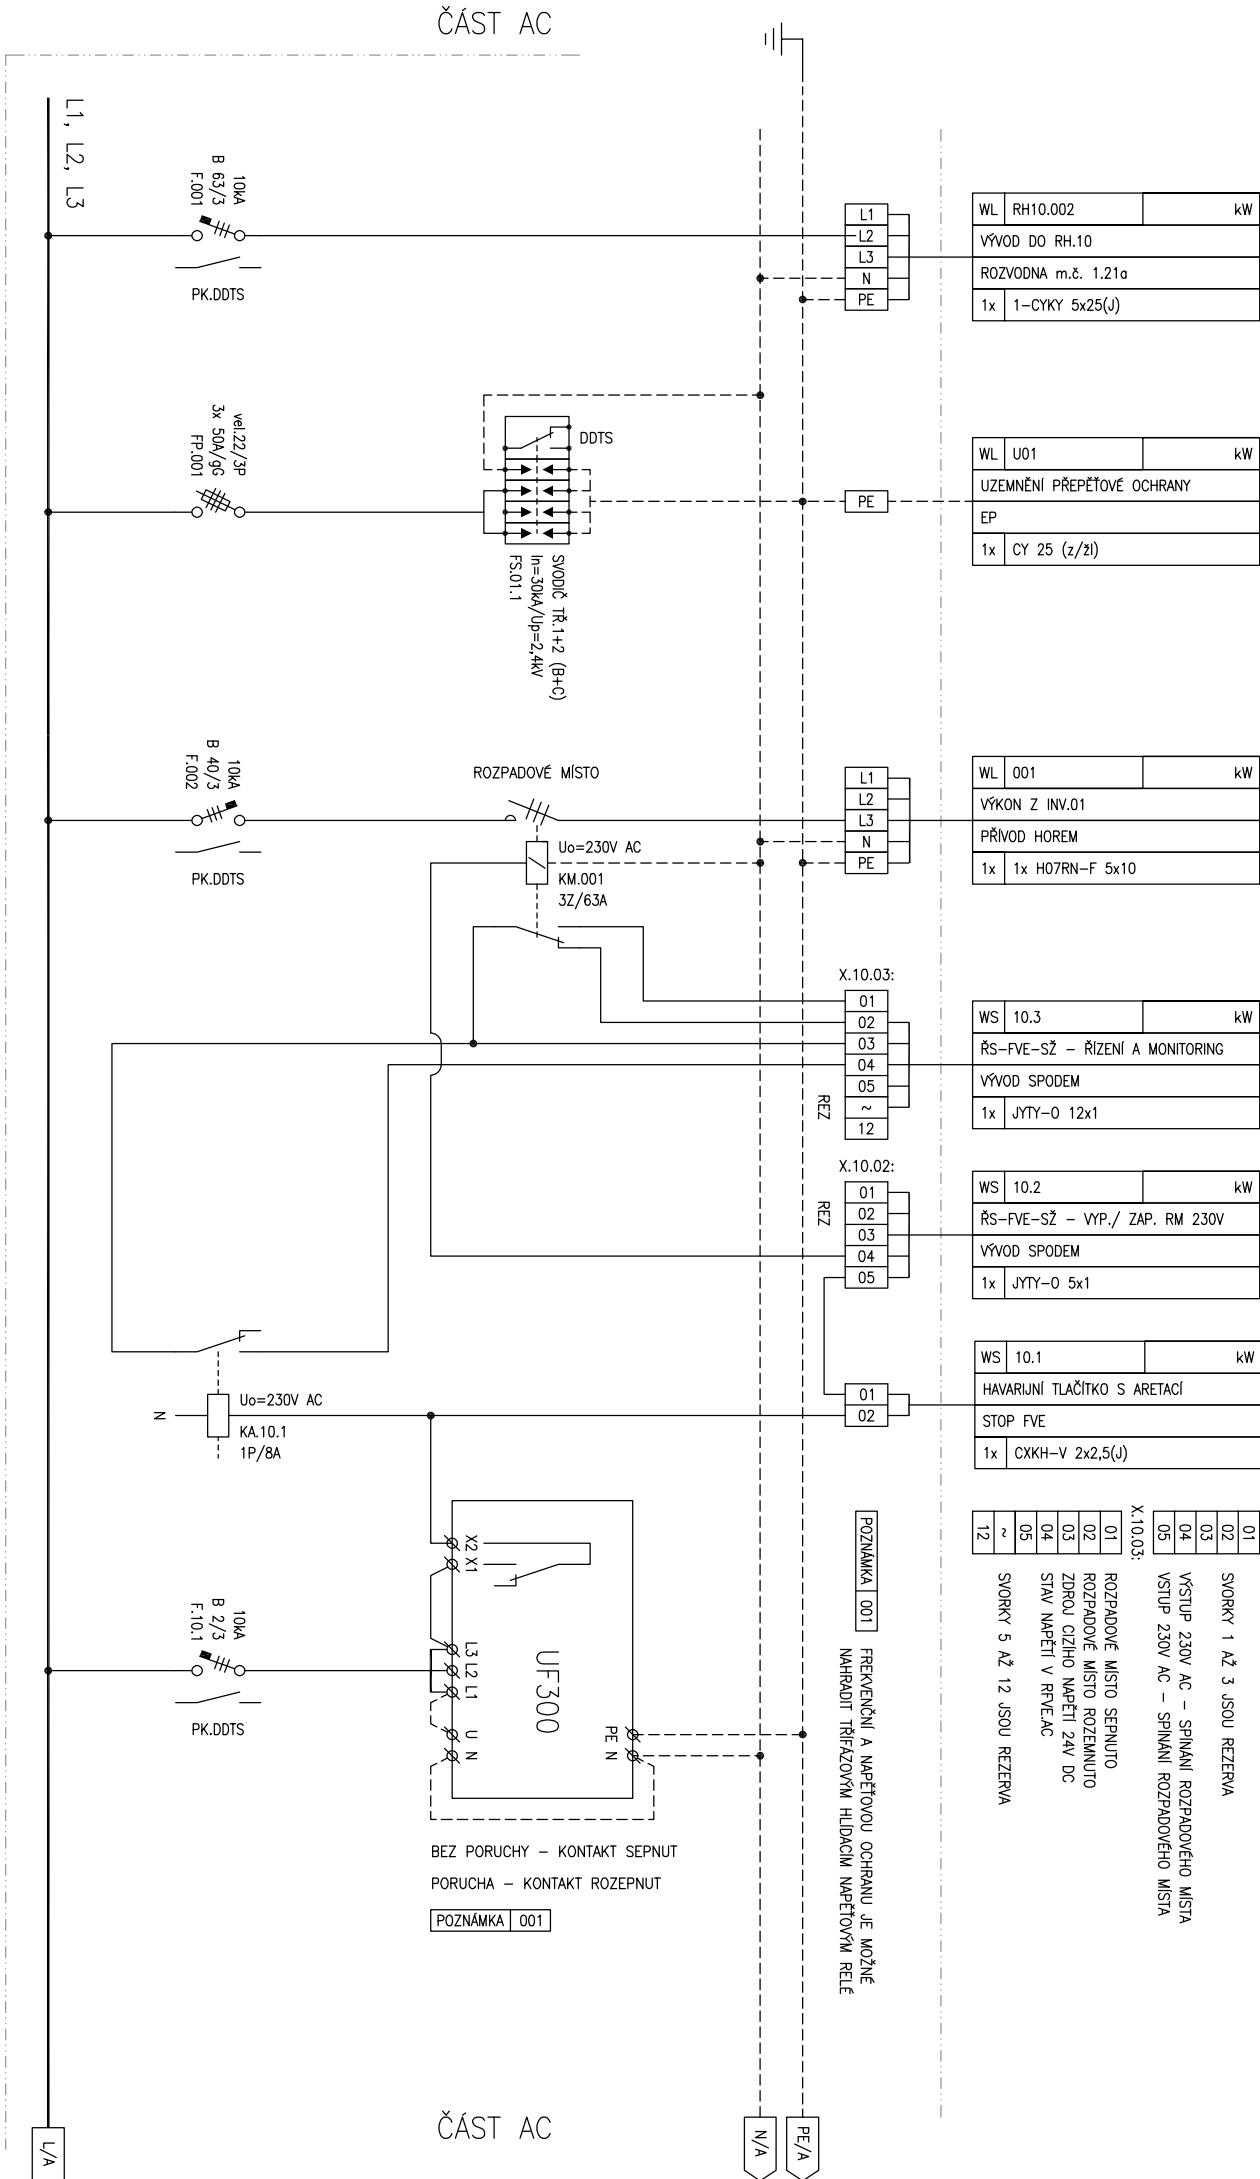 ČÁST AC
L1, L2, L3
10kA
B 63/3
F.001
PK.DDTS
L1
L2
L3
N
PE
WL RH10.002 kW
VÝVOD DO RH.10
ROZVODNA m.č. 1.21a
1x 1-CYKY 5x25(J)
vel.22/3P
3x 50A/gG
FP.001
DDTS
SVODIČ TŘ.1+2 (B+C)
In=30kA/Up=2,4kV
FS.01.1
PE
WL U01 kW
UZEMNĚNÍ PŘEPĚŤOVÉ OCHRANY
EP
1x CY 25 (z/žl)
10kA
B 40/3
F.002
PK.DDTS
ROZPADOVÉ MÍSTO
Uo=230V AC
KM.001
3Z/63A
L1
L2
L3
N
PE
WL 001 kW
VÝKON Z INV.01
PŘÍVOD HOREM
1x 1x H07RN-F 5x10
X.10.03:
01
02
03
04
05
~
12
REZ
WS 10.3 kW
ŘS-FVE-SŽ - ŘÍZENÍ A MONITORING
VÝVOD SPODEM
1x JYTY-O 12x1
X.10.02:
01
02
03
04
05
REZ
WS 10.2 kW
ŘS-FVE-SŽ - VYP./ ZAP. RM 230V
VÝVOD SPODEM
1x JYTY-O 5x1
N
Uo=230V AC
KA.10.1
1P/8A
01
02
WS 10.1 kW
HAVARIJNÍ TLAČÍTKO S ARETACÍ
STOP FVE
1x CXKH-V 2x2,5(J)
10kA
B 2/3
F.10.1
PK.DDTS
X2
X1
L3
L2
L1
U
N
UF300
PE
N
BEZ PORUCHY - KONTAKT SEPNUT
PORUCHA - KONTAKT ROZEPNUT
POZNÁMKA 001
POZNÁMKA 001
FREKVENČNÍ A NAPĚŤOVOU OCHRANU JE MOŽNÉ
NAHRADIT TŘÍFÁZOVÝM HLÍDACÍM NAPĚŤOVÝM RELÉ
01
02
03
SVORKY 1 AŽ 3 JSOU REZERVA
04 VÝSTUP 230V AC - SPÍNÁNÍ ROZPADOVÉHO MÍSTA
05 VSTUP 230V AC - SPÍNÁNÍ ROZPADOVÉHO MÍSTA
X.10.03:
01 ROZPADOVÉ MÍSTO SEPNUTO
02 ROZPADOVÉ MÍSTO ROZEMNUTO
03 ZDROJ CIZÍHO NAPĚTÍ 24V DC
04 STAV NAPĚTÍ V RFVE.AC
05
~
12
SVORKY 5 AŽ 12 JSOU REZERVA
ČÁST AC
L/A
N/A
PE/A